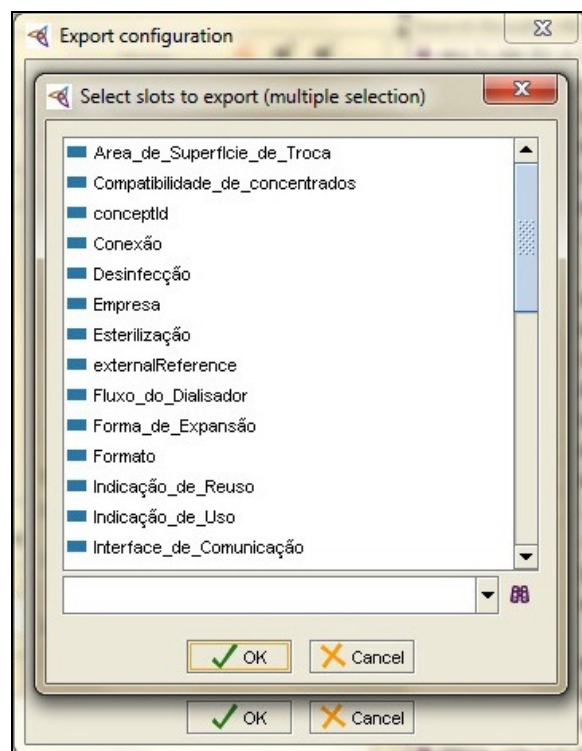 Export configuration
Select slots to export (multiple selection)
Area_de_Superfície_de_Troca
Compatibilidade_de_concentrados
conceptId
Conexão
Desinfecção
Empresa
Esterilização
externalReference
Fluxo_do_Dialisador
Forma_de_Expansão
Formato
Indicação_de_Reuso
Indicação_de_Uso
Interface_de_Comunicação
OK Cancel
OK Cancel